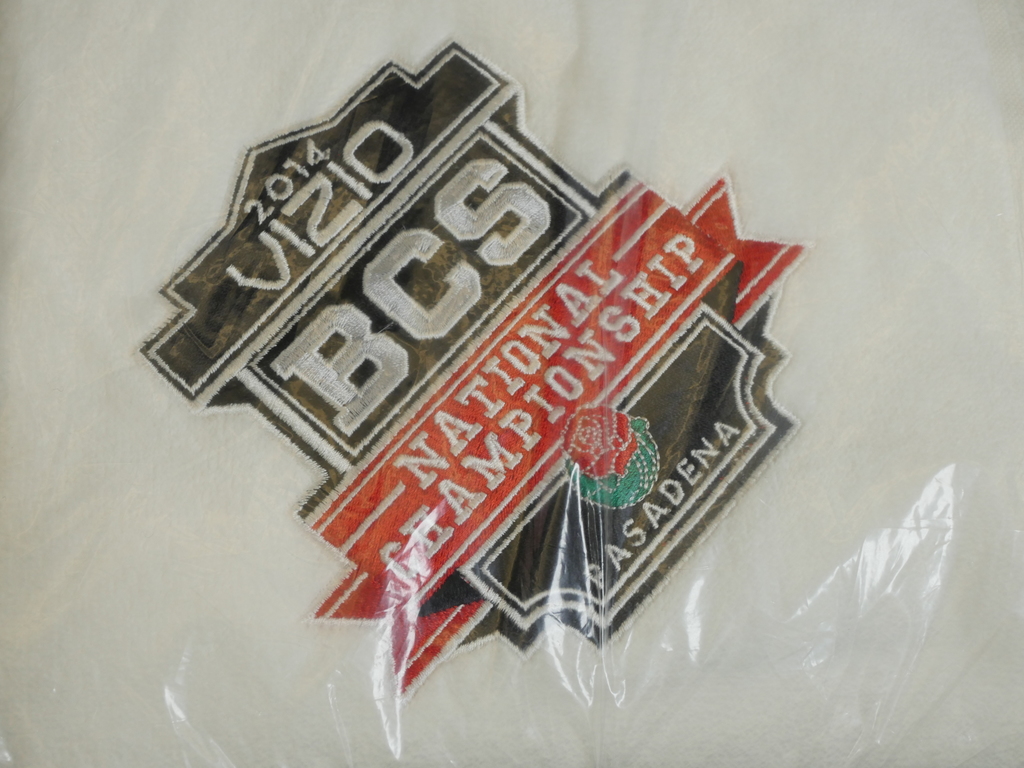 2014
VIZIO
BCS
NATIONAL
CHAMPIONSHIP
PASADENA